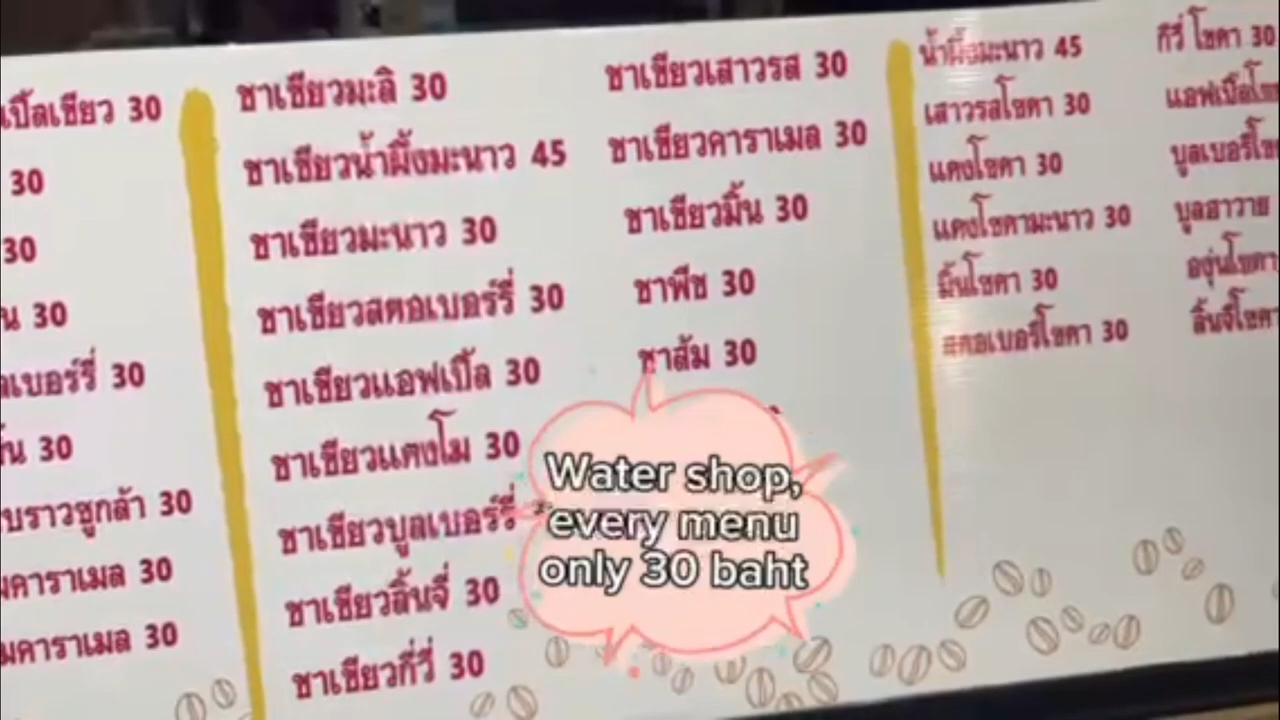 เปิ้ลเขียว 30
30
30
น 30
ลเบอร์รี่ 30
30
บราวชูกล้า 30
มคาราเมล 30
มคาราเมล 30
ชาเขียวมะลิ 30
ชาเขียวน้ำผึ้งมะนาว 45
ชาเขียวมะนาว 30
ชาเขียวสตอเบอร์รี่ 30
ชาเขียวแอฟเปิ้ล 30
ชาเขียวแตงโม 30
ชาเขียวบูลเบอร์รี่
ชาเขียวลิ้นจี่ 30
ชาเขียวกี่วี่ 30
ชาเขียวเสาวรส 30
ชาเขียวคาราเมล 30
ชาเขียวมิ้น 30
ชาพีช 30
ชาส้ม 30
Water shop,
every menu
only 30 baht
น้ำผึ้งมะนาว 45
เสาวรสโซดา 30
แดงโซดา 30
แดงโซดามะนาว 30
มิ้นโซดา 30
สตอเบอรี่โซดา 30
กีวี่ โซดา 30
แอฟเปิ้ลโซ
บูลเบอรี่โซ
บูลฮาวาย
องุ่นโซดา
ลิ้นจี่โซดา